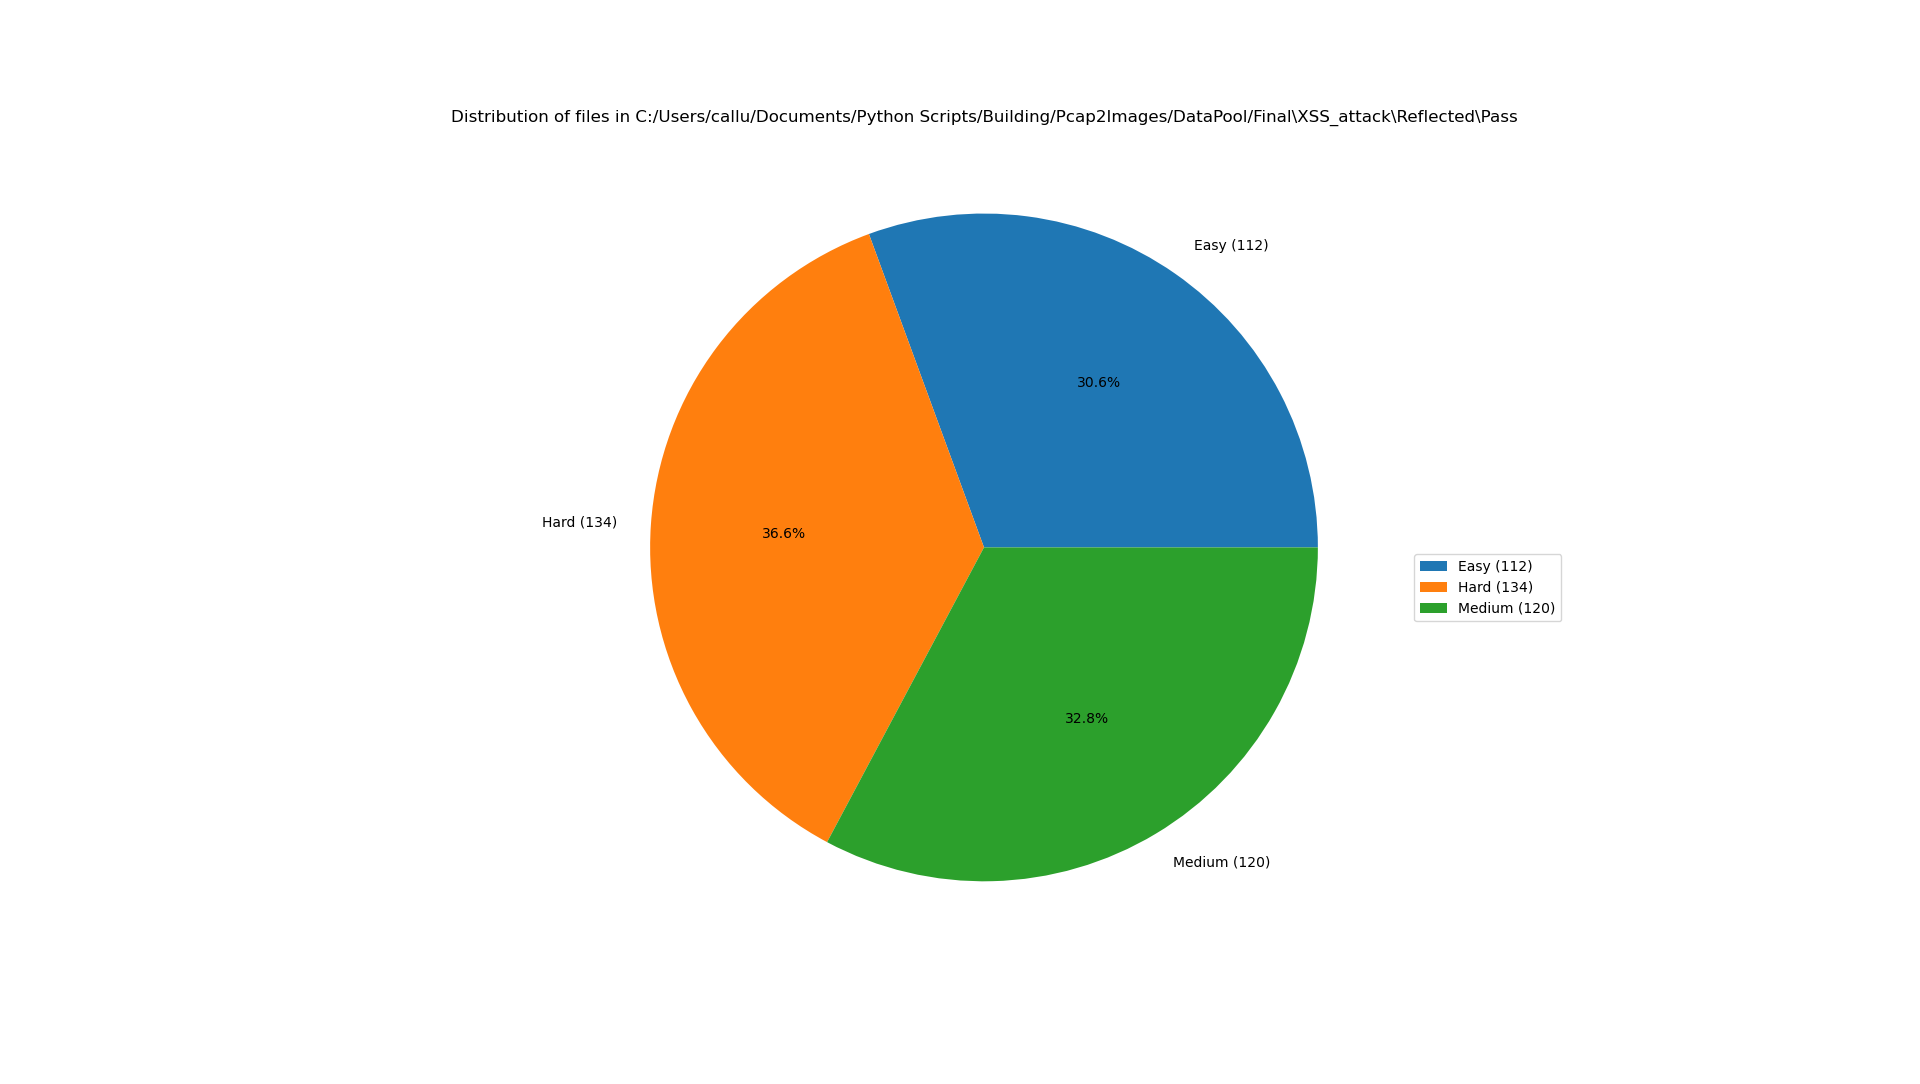 Distribution of files in C:/Users/callu/Documents/Python Scripts/Building/Pcap2Images/DataPool/Final\XSS_attack\Reflected\Pass
Easy (112)
30.6%
Hard (134)
36.6%
Easy (112)
Hard (134)
Medium (120)
32.8%
Medium (120)